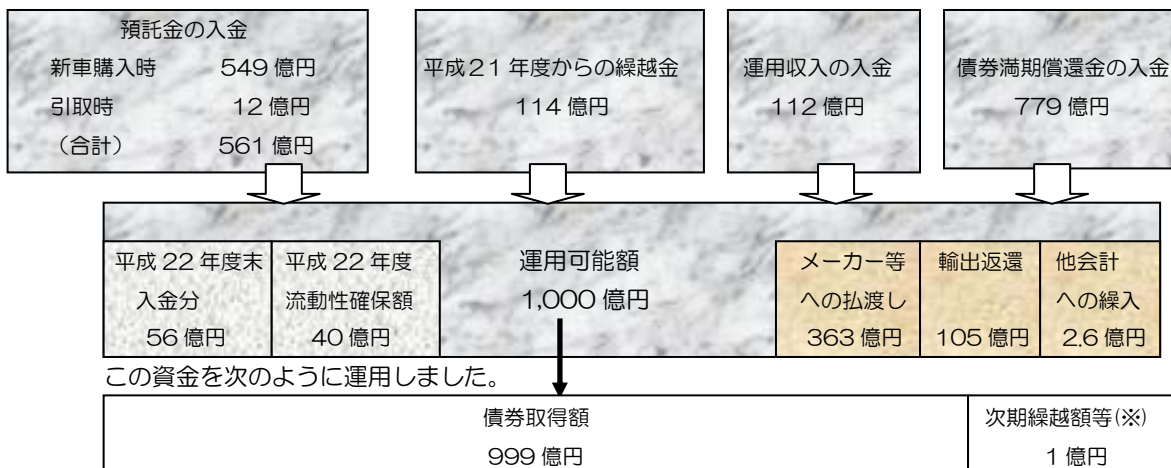 預託金の入金
新車購入時 549 億円
引取時 12 億円
(合計) 561 億円
平成21年度からの繰越金
114 億円
運用収入の入金
112 億円
債券満期償還金の入金
779 億円
平成 22 年度末
入金分
56 億円
平成 22 年度
流動性確保額
40 億円
運用可能額
1,000 億円
メーカー等
への払渡し
363 億円
輸出返還
105 億円
他会計
への繰入
2.6 億円
この資金を次のように運用しました。
債券取得額
999 億円
次期繰越額等(※)
1 億円